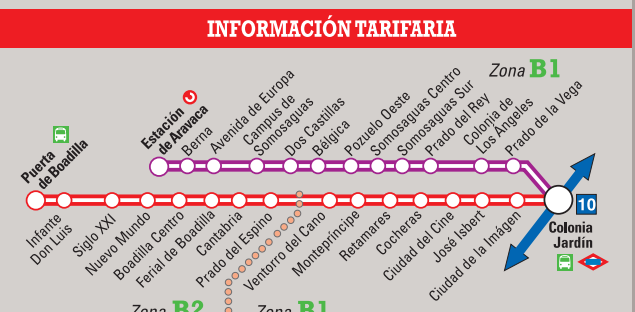 INFORMACIÓN TARIFARIA
Zona B1
Estación
de Aravaca
Berna
Avenida de Europa
Campus de
Somosaguas
Dos Castillas
Bélgica
Pozuelo Oeste
Somosaguas Centro
Somosaguas Sur
Prado del Rey
Colonia de
Los Angeles
Prado de la Vega
Puerta
de Boadilla
Infante
Don Luis
Siglo XXI
Nuevo Mundo
Boadilla Centro
Ferial de Boadilla
Cantabria
Prado del Espino
Ventorro del Cano
Montepríncipe
Retamares
Cocheras
Ciudad del Cine
José Isbert
Ciudad de la Imágen
10
Colonia
Jardín
Zona B2
Zona B1